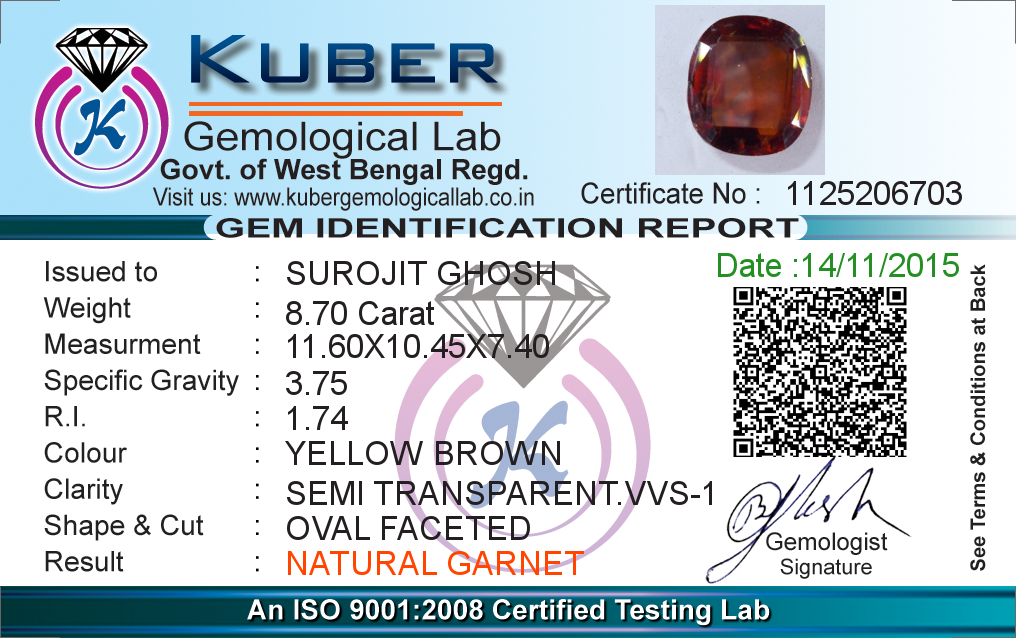 K
KUBER
Gemological Lab
Govt. of West Bengal Regd.
Visit us: www.kubergemologicallab.co.in
Certificate No : 1125206703
GEM IDENTIFICATION REPORT
Date :14/11/2015
Issued to : SUROJIT GHOSH
Weight : 8.70 Carat
Measurment : 11.60X10.45X7.40
Specific Gravity : 3.75
R.I. : 1.74
Colour : YELLOW BROWN
Clarity : SEMI TRANSPARENT.VVS-1
Shape & Cut : OVAL FACETED
Result : NATURAL GARNET
K
B Ghosh
Gemologist
Signature
See Terms & Conditions at Back
An ISO 9001:2008 Certified Testing Lab